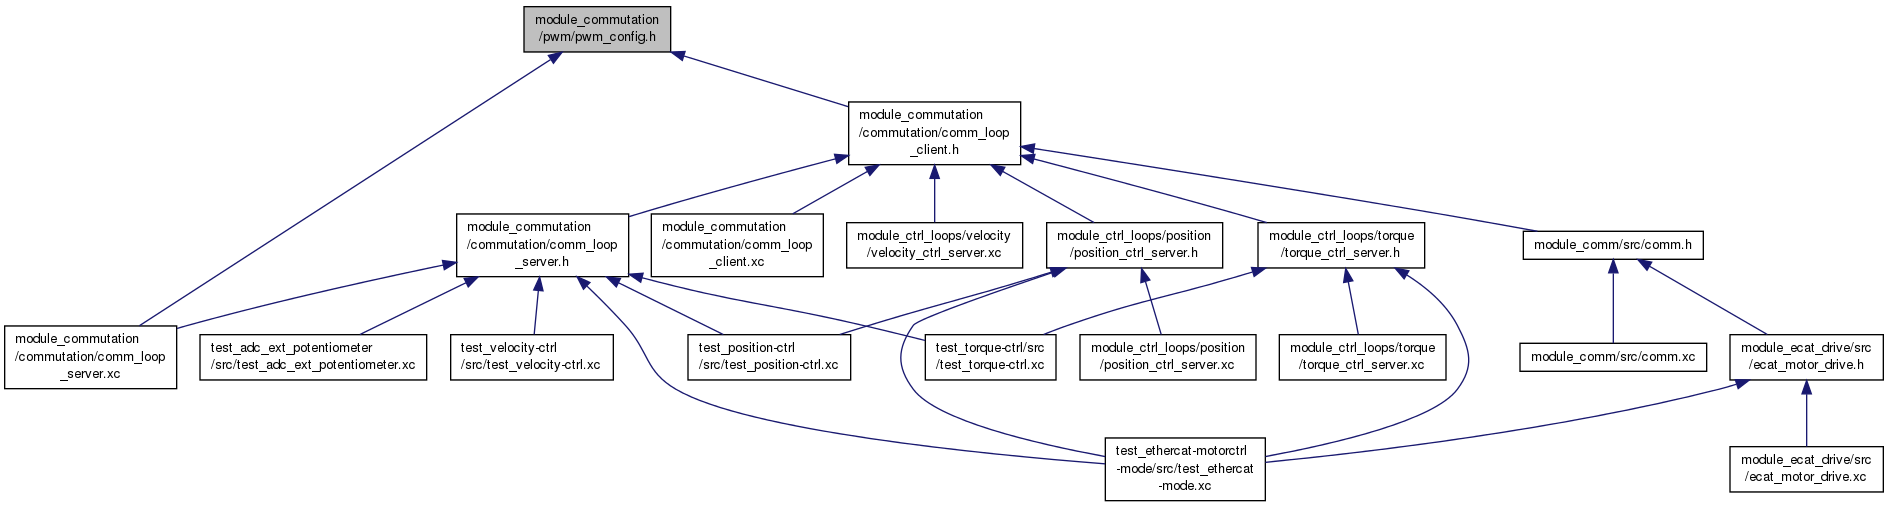 module_commutation
/pwm/pwm_config.h
module_commutation
/commutation/comm_loop
_client.h
module_commutation
/commutation/comm_loop
_server.h
module_commutation
/commutation/comm_loop
_client.xc
module_ctrl_loops/velocity
/velocity_ctrl_server.xc
module_ctrl_loops/position
/position_ctrl_server.h
module_ctrl_loops/torque
/torque_ctrl_server.h
module_comm/src/comm.h
module_commutation
/commutation/comm_loop
_server.xc
test_adc_ext_potentiometer
/src/test_adc_ext_potentiometer.xc
test_velocity-ctrl
/src/test_velocity-ctrl.xc
test_position-ctrl
/src/test_position-ctrl.xc
test_torque-ctrl/src
/test_torque-ctrl.xc
module_ctrl_loops/position
/position_ctrl_server.xc
module_ctrl_loops/torque
/torque_ctrl_server.xc
module_comm/src/comm.xc
module_ecat_drive/src
/ecat_motor_drive.h
test_ethercat-motorctrl
-mode/src/test_ethercat
-mode.xc
module_ecat_drive/src
/ecat_motor_drive.xc